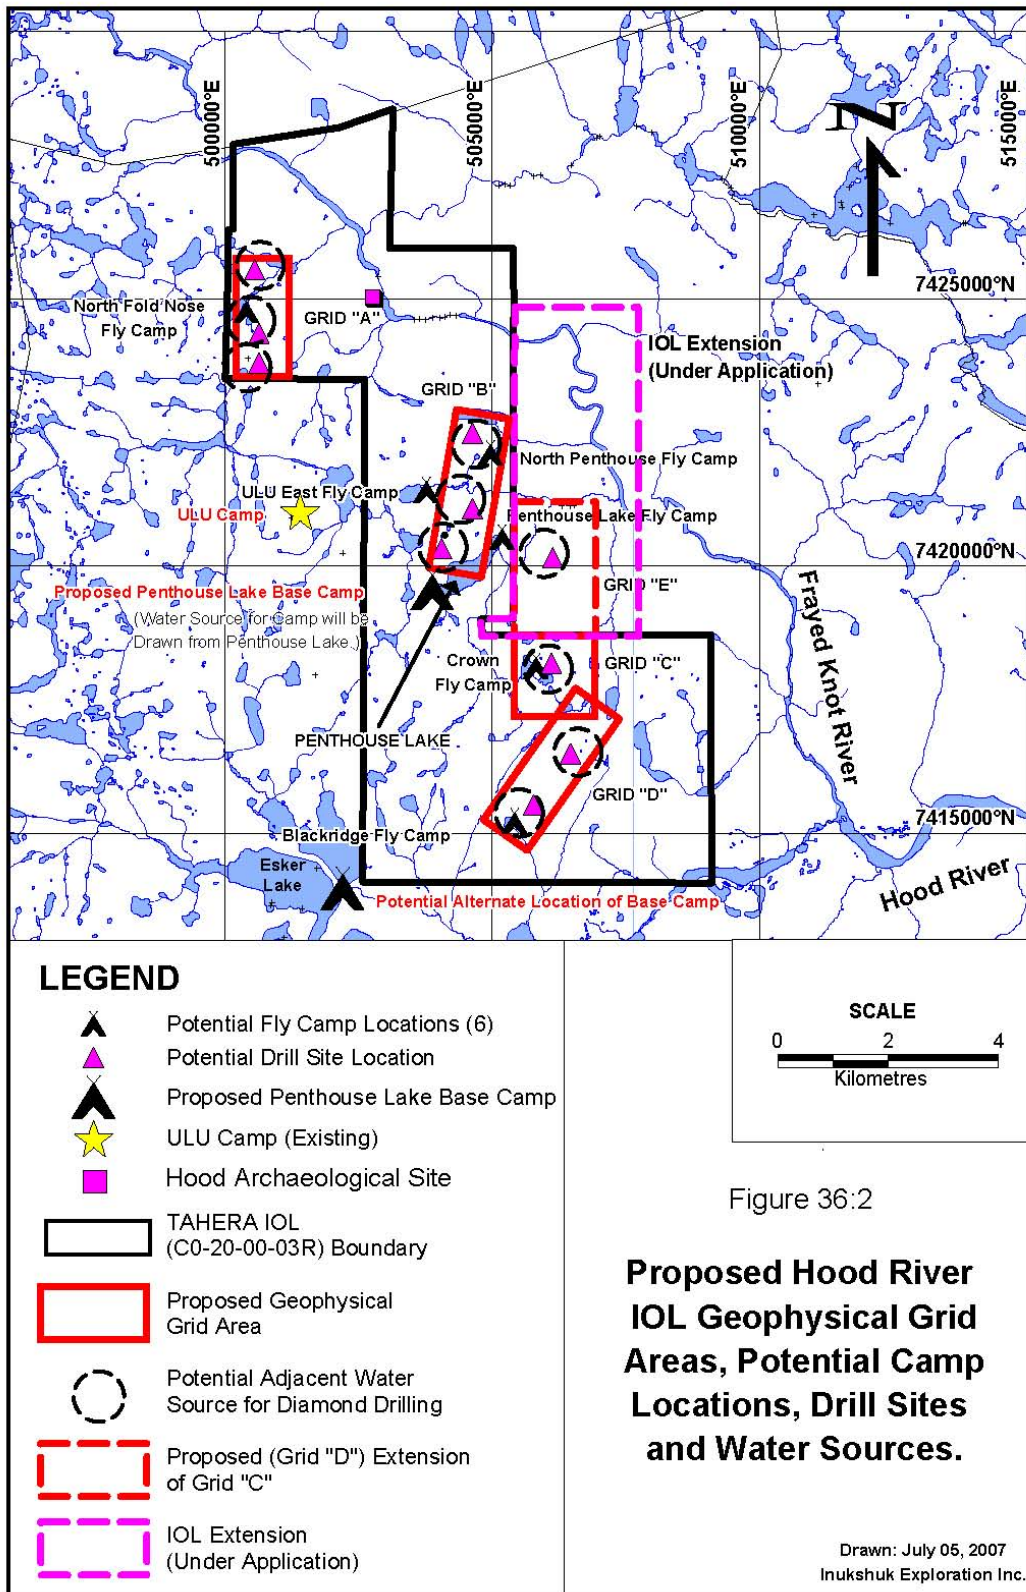 500000°E
505000°E
510000°E
515000°E
N
7425000°N
North Fold Nose
Fly Camp
GRID "A"
IOL Extension
(Under Application)
GRID "B"
North Penthouse Fly Camp
ULU East Fly Camp
ULU Camp
Penthouse Lake Fly Camp
7420000°N
Proposed Penthouse Lake Base Camp
(Water Source for Camp will be
Drawn from Penthouse Lake.)
GRID "E"
Frayed Knot River
Crown
Fly Camp
GRID "C"
PENTHOUSE LAKE
GRID "D"
7415000°N
Blackridge Fly Camp
Esker
Lake
Hood River
Potential Alternate Location of Base Camp
LEGEND
Potential Fly Camp Locations (6)
Potential Drill Site Location
Proposed Penthouse Lake Base Camp
ULU Camp (Existing)
Hood Archaeological Site
TAHERA IOL
(C0-20-00-03R) Boundary
Proposed Geophysical
Grid Area
Potential Adjacent Water
Source for Diamond Drilling
Proposed (Grid "D") Extension
of Grid "C"
IOL Extension
(Under Application)
SCALE
0 2 4
Kilometres
Figure 36:2
Proposed Hood River
IOL Geophysical Grid
Areas, Potential Camp
Locations, Drill Sites
and Water Sources.
Drawn: July 05, 2007
Inukshuk Exploration Inc.